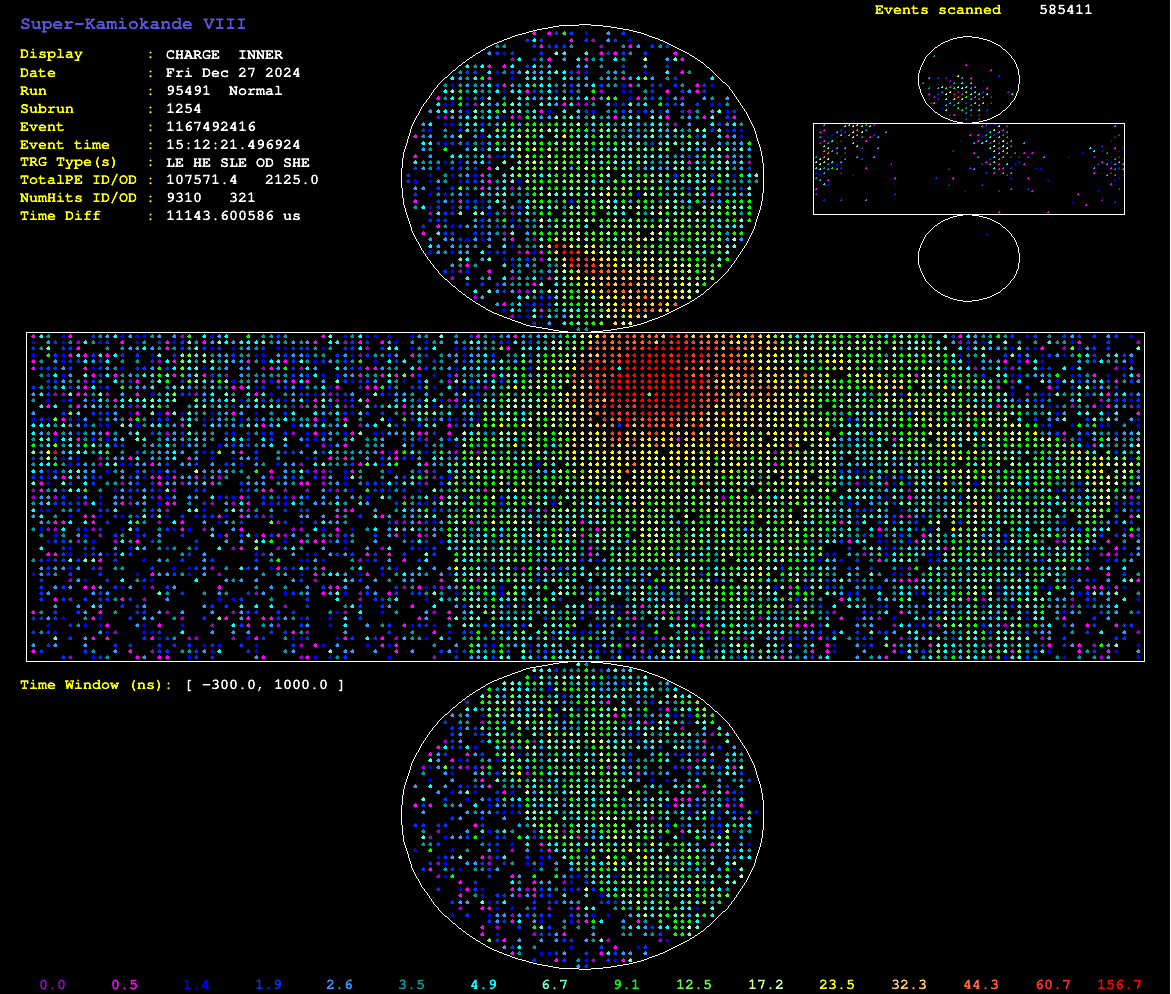 Super-Kamiokande VIII
Events scanned 585411
Display : CHARGE INNER
Date : Fri Dec 27 2024
Run : 95491 Normal
Subrun : 1254
Event : 1167492416
Event time : 15:12:21.496924
TRG Type(s) : LE HE SLE OD SHE
TotalPE ID/OD : 107571.4 2125.0
NumHits ID/OD : 9310 321
Time Diff : 11143.600586 us
Time Window (ns): [ −300.0, 1000.0 ]
0.0 0.5 1.4 1.9 2.6 3.5 4.9 6.7 9.1 12.5 17.2 23.5 32.3 44.3 60.7 156.7